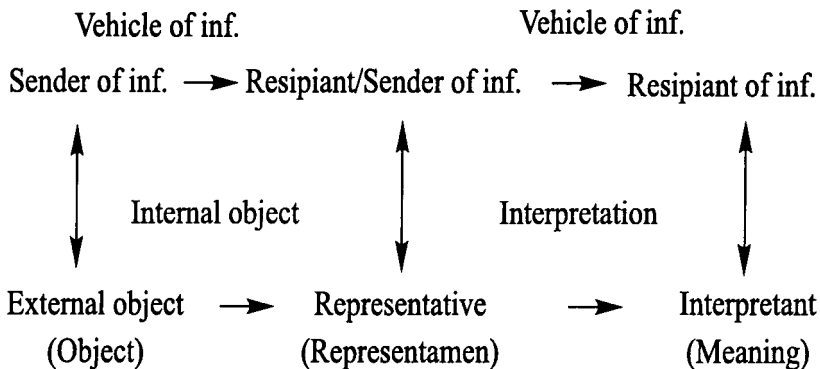 Vehicle of inf. Vehicle of inf.
Sender of inf. Resipiant/Sender of inf. Resipiant of inf.
Internal object Interpretation
External object Representative Interpretant
(Object) (Representamen) (Meaning)